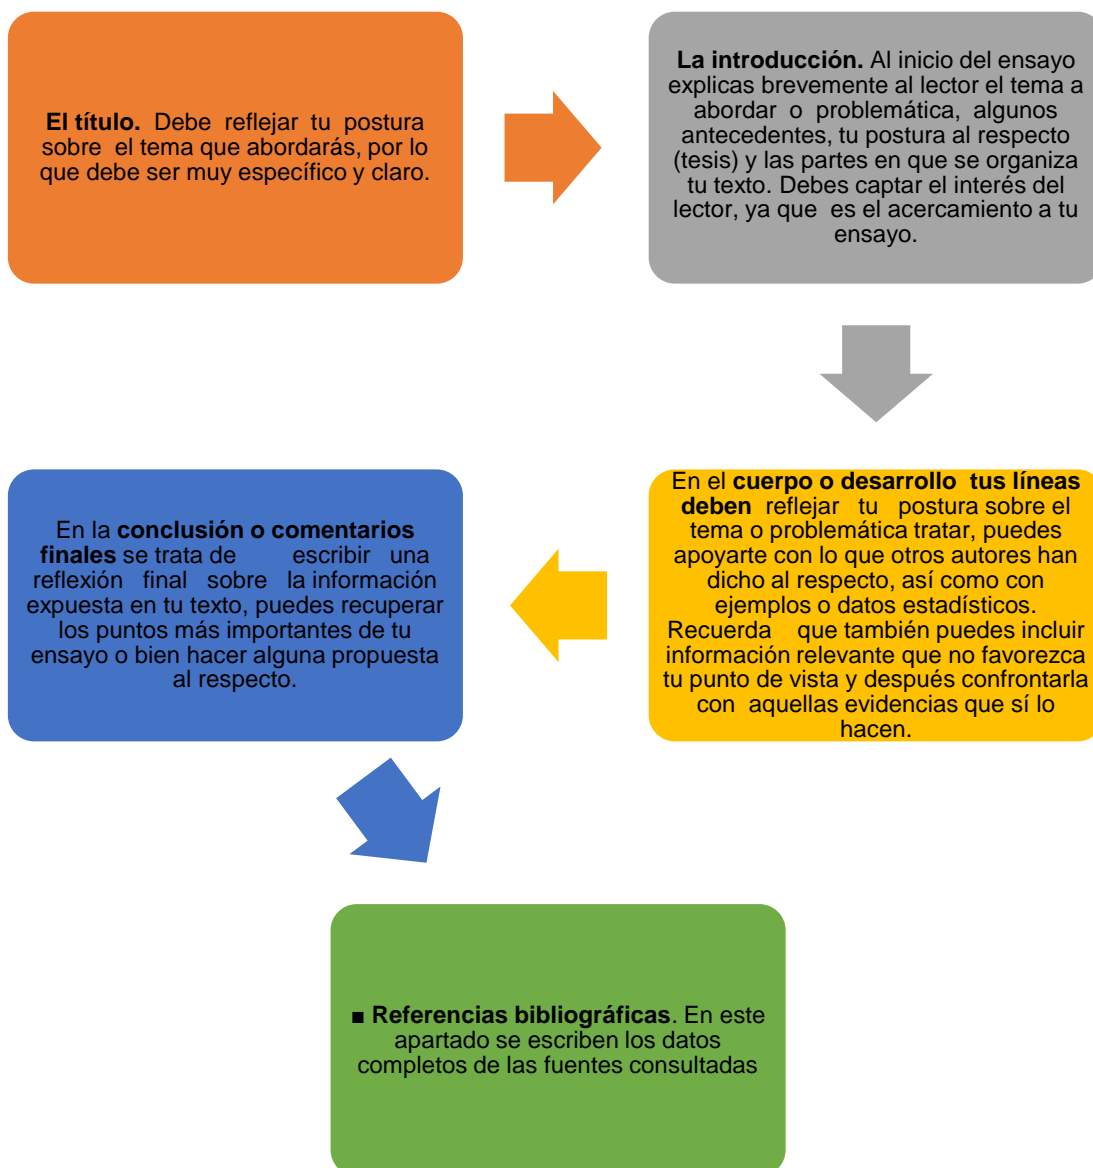 El título. Debe reflejar tu postura
sobre el tema que abordarás, por lo
que debe ser muy específico y claro.
La introducción. Al inicio del ensayo
explicas brevemente al lector el tema a
abordar o problemática, algunos
antecedentes, tu postura al respecto
(tesis) y las partes en que se organiza
tu texto. Debes captar el interés del
lector, ya que es el acercamiento a tu
ensayo.
En el cuerpo o desarrollo tus líneas
deben reflejar tu postura sobre el
tema o problemática tratar, puedes
apoyarte con lo que otros autores han
dicho al respecto, así como con
ejemplos o datos estadísticos.
Recuerda que también puedes incluir
información relevante que no favorezca
tu punto de vista y después confrontarla
con aquellas evidencias que sí lo
hacen.
En la conclusión o comentarios
finales se trata de escribir una
reflexión final sobre la información
expuesta en tu texto, puedes recuperar
los puntos más importantes de tu
ensayo o bien hacer alguna propuesta
al respecto.
■ Referencias bibliográficas. En este
apartado se escriben los datos
completos de las fuentes consultadas